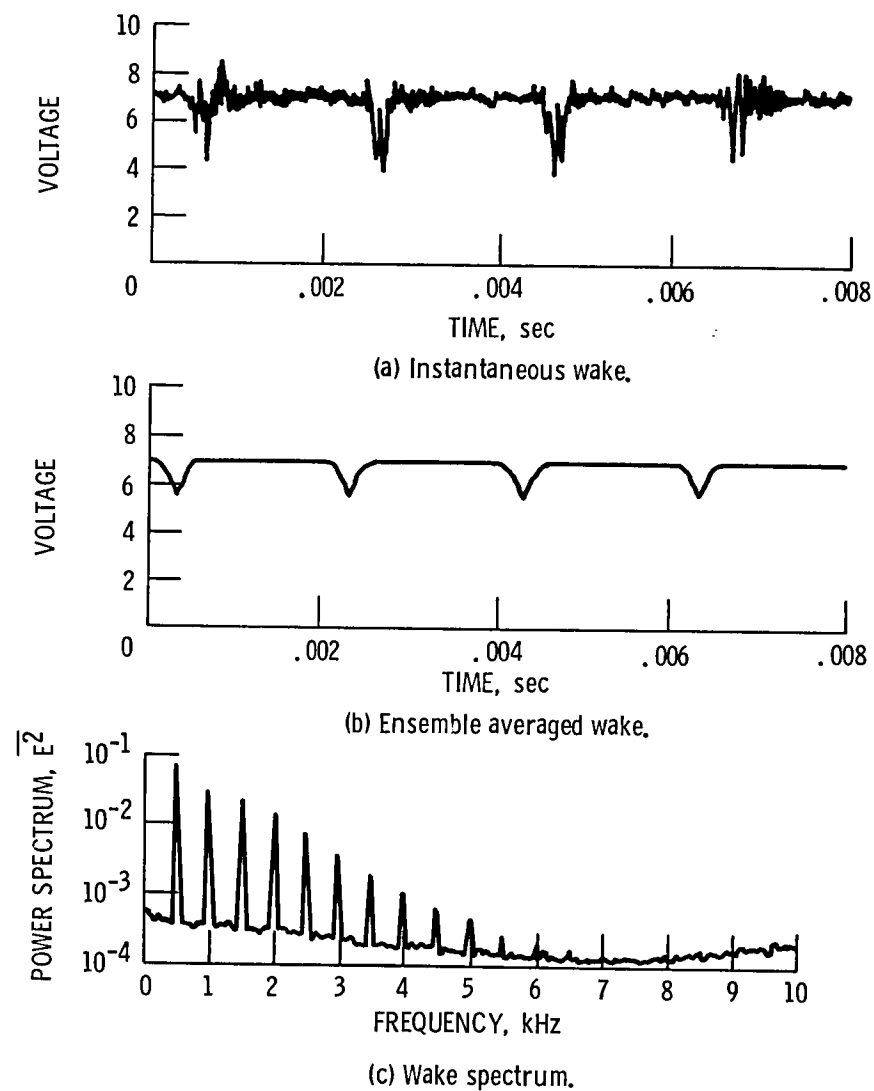 10
8
6
4
2
0
VOLTAGE
.002
.004
.006
.008
TIME, sec
(a) Instantaneous wake.
10
8
6
4
2
0
VOLTAGE
.002
.004
.006
.008
TIME, sec
(b) Ensemble averaged wake.
POWER SPECTRUM, E̅²
10⁻¹
10⁻²
10⁻³
10⁻⁴
0 1 2 3 4 5 6 7 8 9 10
FREQUENCY, kHz
(c) Wake spectrum.